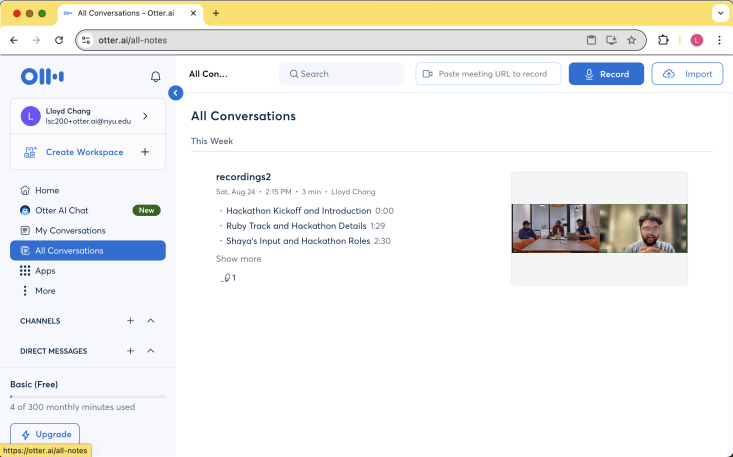 All Conversations - Otter.ai
otter.ai/all-notes
L
All Con...
Search
Paste meeting URL to record
Record
Import
L
Lloyd Chang
lsc200+otter.ai@nyu.edu
Create Workspace
Home
Otter AI Chat
New
My Conversations
All Conversations
Apps
More
CHANNELS
DIRECT MESSAGES
Basic (Free)
4 of 300 monthly minutes used
Upgrade
https://otter.ai/all-notes
All Conversations
This Week
recordings2
Sat, Aug 24 • 2:15 PM • 3 min • Lloyd Chang
· Hackathon Kickoff and Introduction 0:00
· Ruby Track and Hackathon Details 1:29
· Shaya's Input and Hackathon Roles 2:30
Show more
1